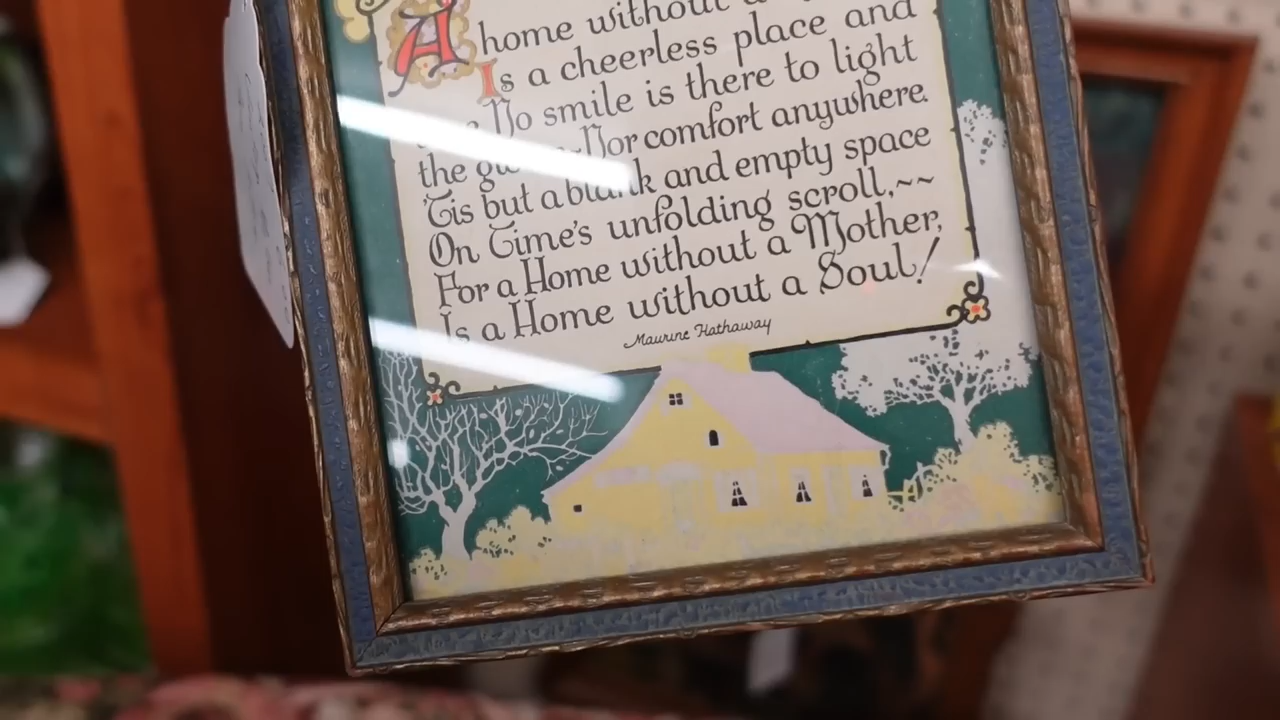 A home without a
Is a cheerless place and
No smile is there to light
the Nor comfort anywhere.
'Tis but a blank and empty space
On Time's unfolding scroll,~~
For a Home without a Mother,
Is a Home without a Soul!
Maurine Hathaway